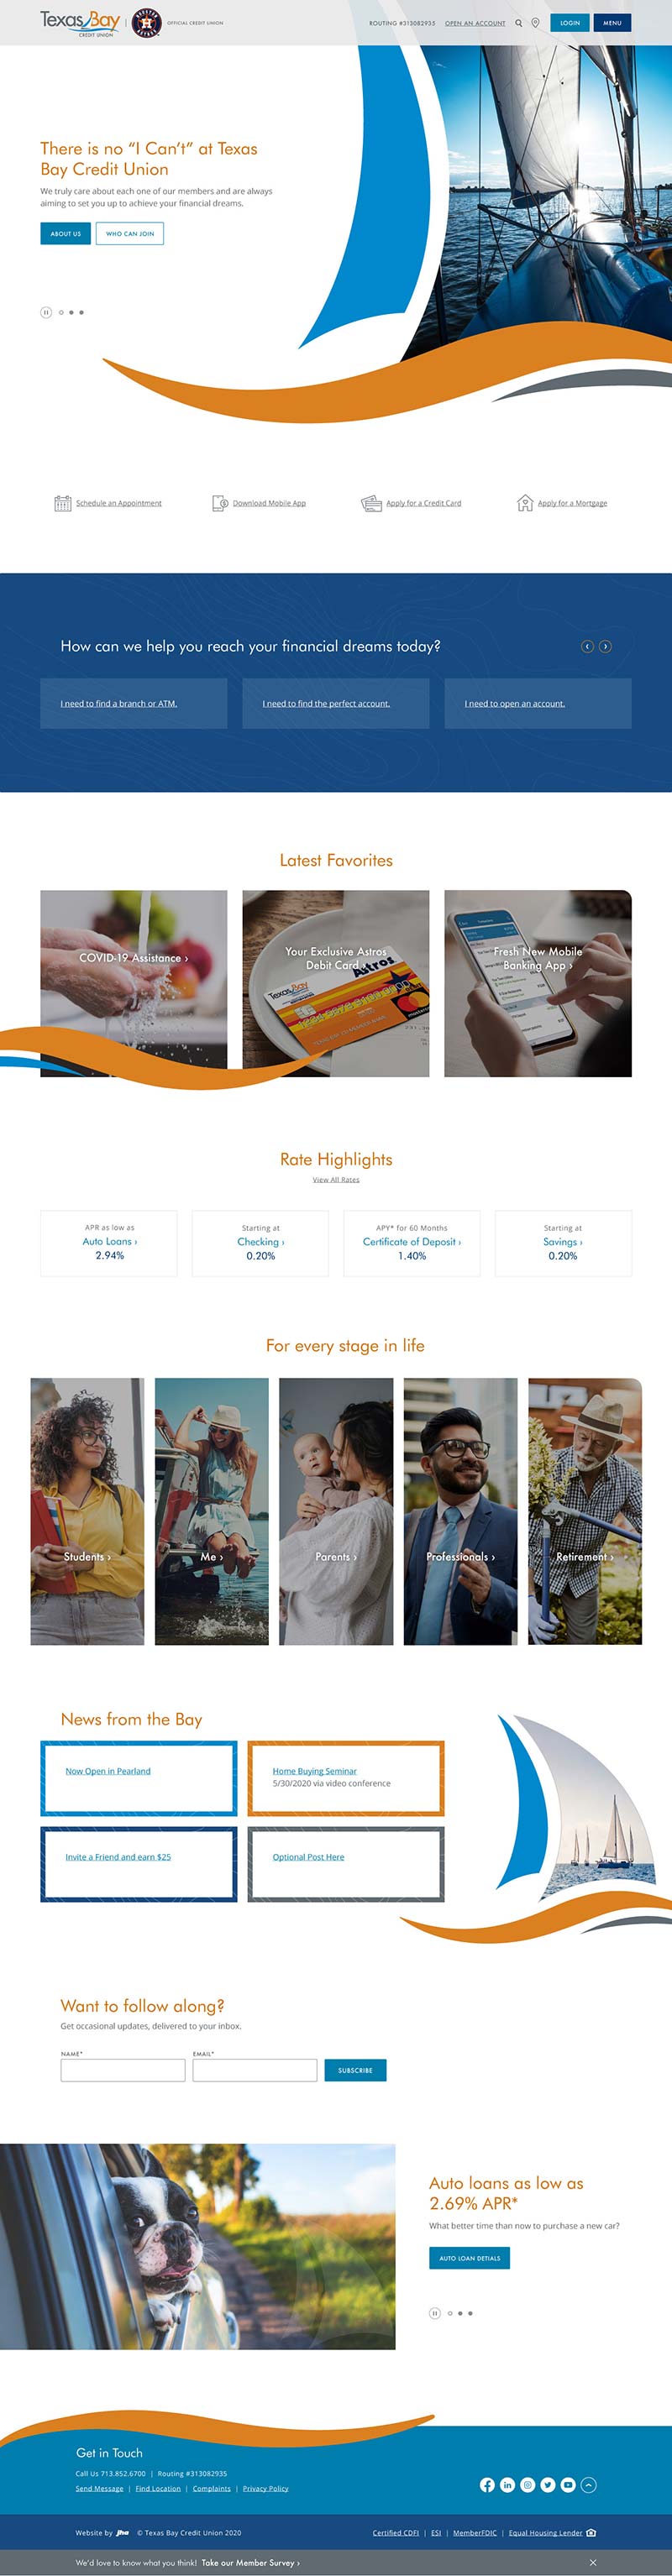 Texas Bay
CREDIT UNION
HOUSTON
ASTROS
OFFICIAL CREDIT UNION
ROUTING #313082935
OPEN AN ACCOUNT
LOGIN
MENU
There is no “I Can’t” at Texas
Bay Credit Union
We truly care about each one of our members and are always
aiming to set you up to achieve your financial dreams.
ABOUT US
WHO CAN JOIN
Schedule an Appointment
Download Mobile App
Apply for a Credit Card
Apply for a Mortgage
How can we help you reach your financial dreams today?
I need to find a branch or ATM.
I need to find the perfect account.
I need to open an account.
Latest Favorites
COVID-19 Assistance ›
Your Exclusive Astros
Debit Card ›
Texas Bay
Astros
Fresh New Mobile
Banking App ›
Rate Highlights
View All Rates
APR as low as
Auto Loans ›
2.94%
Starting at
Checking ›
0.20%
APY* for 60 Months
Certificate of Deposit ›
1.40%
Starting at
Savings ›
0.20%
For every stage in life
Students ›
Me ›
Parents ›
Professionals ›
Retirement ›
News from the Bay
Now Open in Pearland
Home Buying Seminar
5/30/2020 via video conference
Invite a Friend and earn $25
Optional Post Here
Want to follow along?
Get occasional updates, delivered to your inbox.
NAME*
EMAIL*
SUBSCRIBE
Auto loans as low as
2.69% APR*
What better time than now to purchase a new car?
AUTO LOAN DETIALS
Get in Touch
Call Us 713.852.6700 | Routing #313082935
Send Message | Find Location | Complaints | Privacy Policy
Website by jha © Texas Bay Credit Union 2020
Certified CDFI | ESI | MemberFDIC | Equal Housing Lender
We'd love to know what you think! Take our Member Survey ›